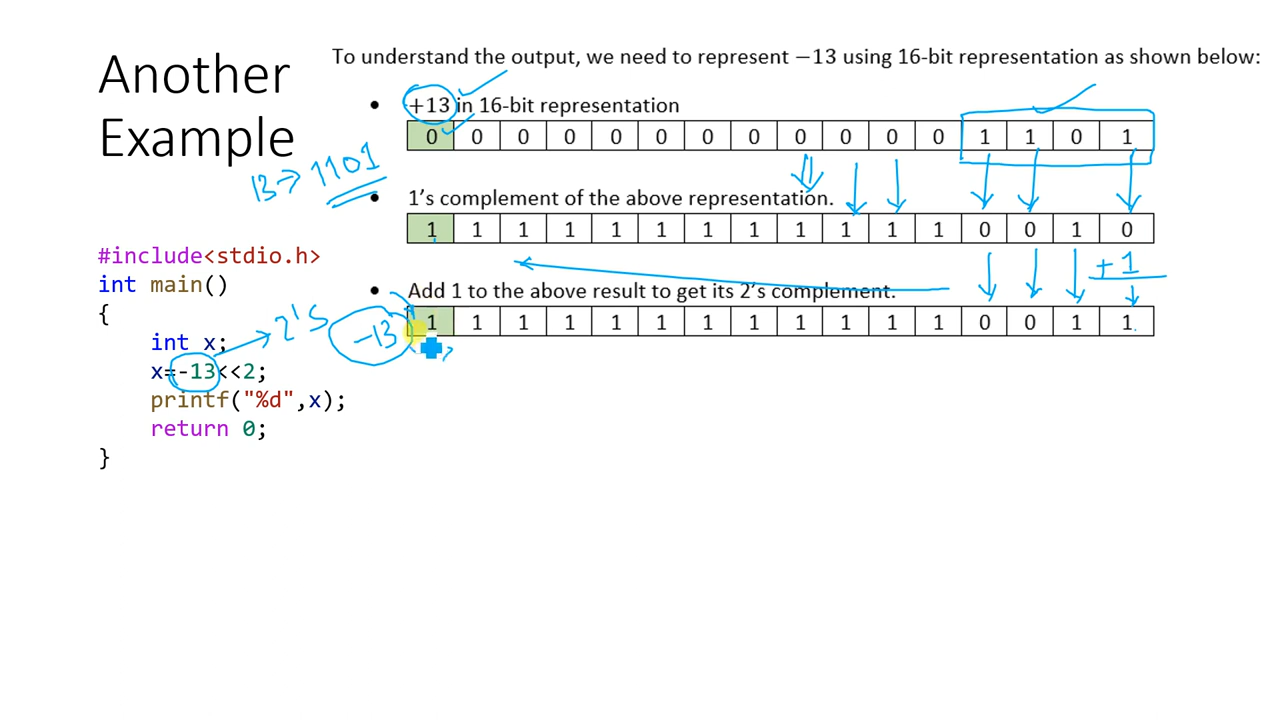 Another
Example
To understand the output, we need to represent −13 using 16-bit representation as shown below:
• +13 in 16-bit representation
0 0 0 0 0 0 0 0 0 0 0 0 1 1 0 1
13 → 1101
• 1's complement of the above representation.
1 1 1 1 1 1 1 1 1 1 1 1 0 0 1 0
+1
• Add 1 to the above result to get its 2's complement.
1 1 1 1 1 1 1 1 1 1 1 1 0 0 1 1
-13
#include<stdio.h>
int main()
{
int x;
2's
x=-13<<2;
printf("%d",x);
return 0;
}